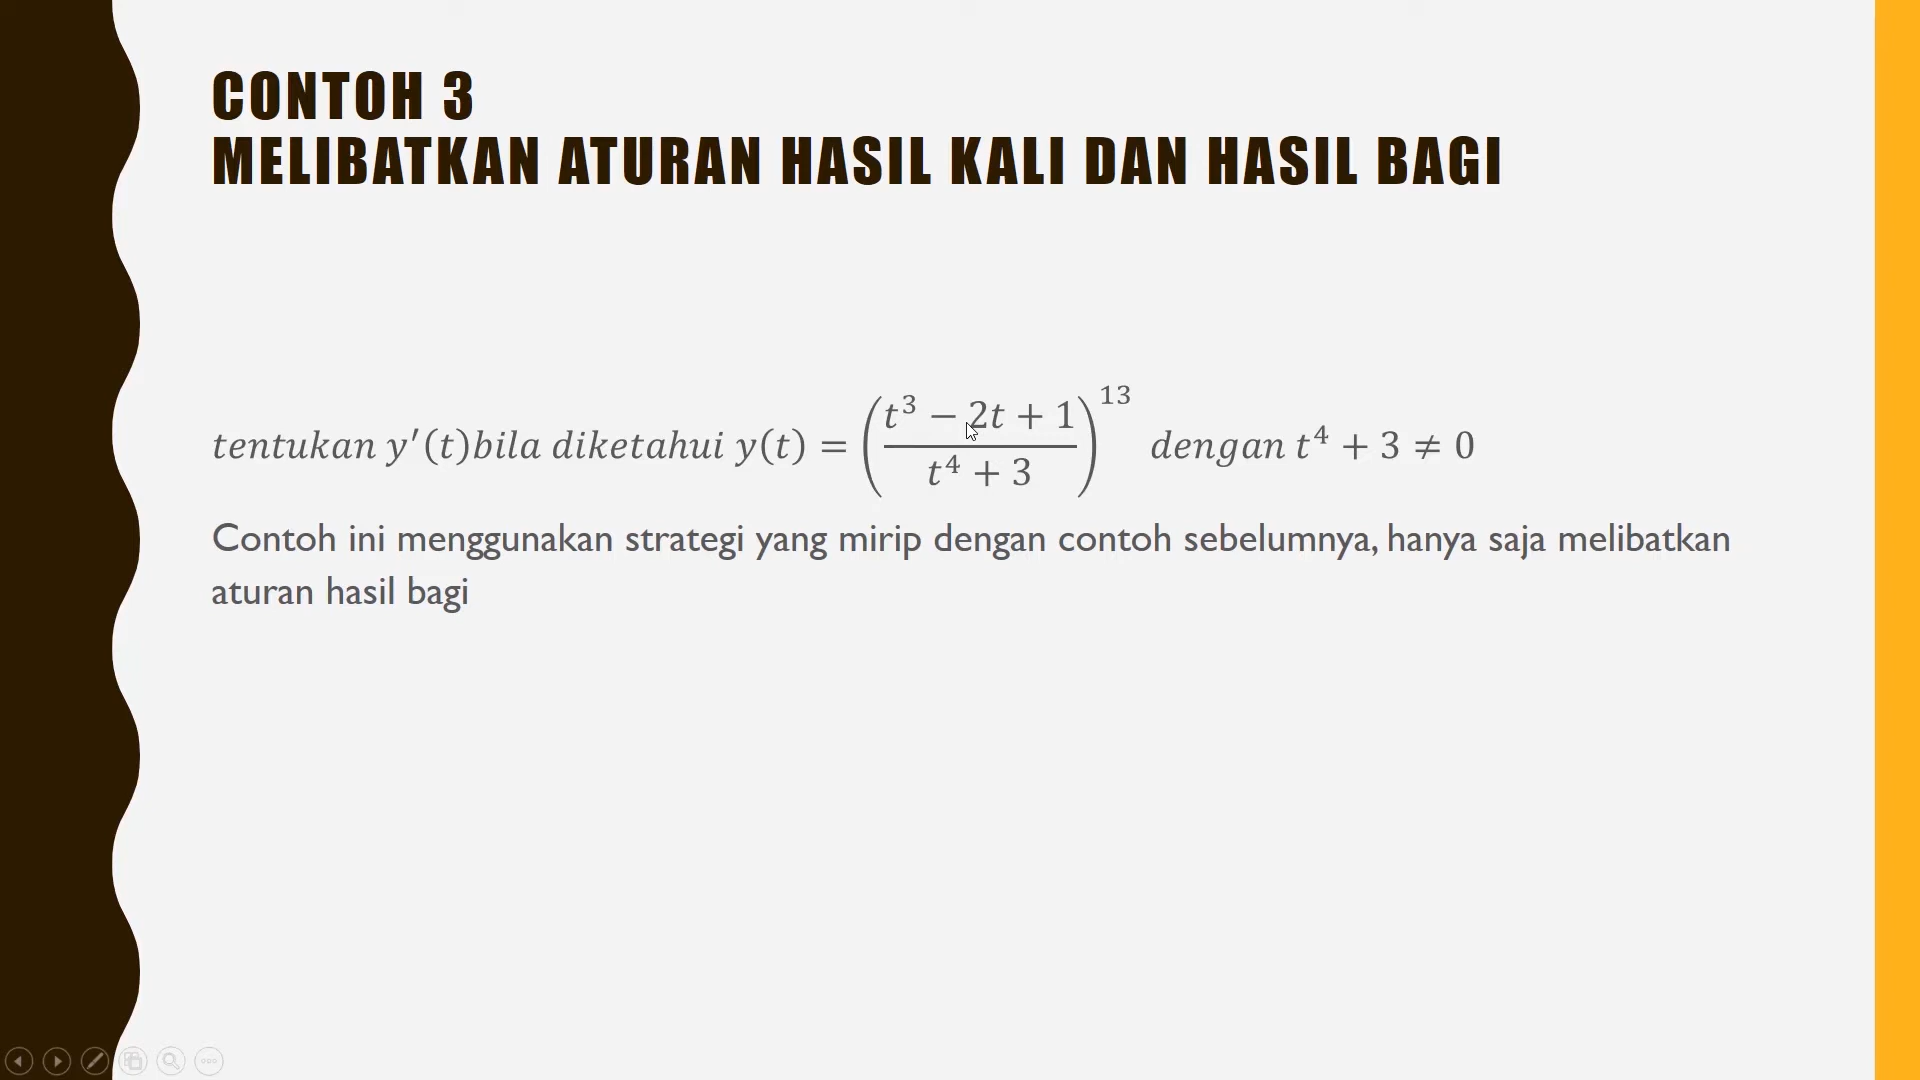 CONTOH 3
MELIBATKAN ATURAN HASIL KALI DAN HASIL BAGI
tentukan y′(t)bila diketahui y(t) = ((t³ − 2t + 1)/(t⁴ + 3))¹³ dengan t⁴ + 3 ≠ 0
Contoh ini menggunakan strategi yang mirip dengan contoh sebelumnya, hanya saja melibatkan
aturan hasil bagi